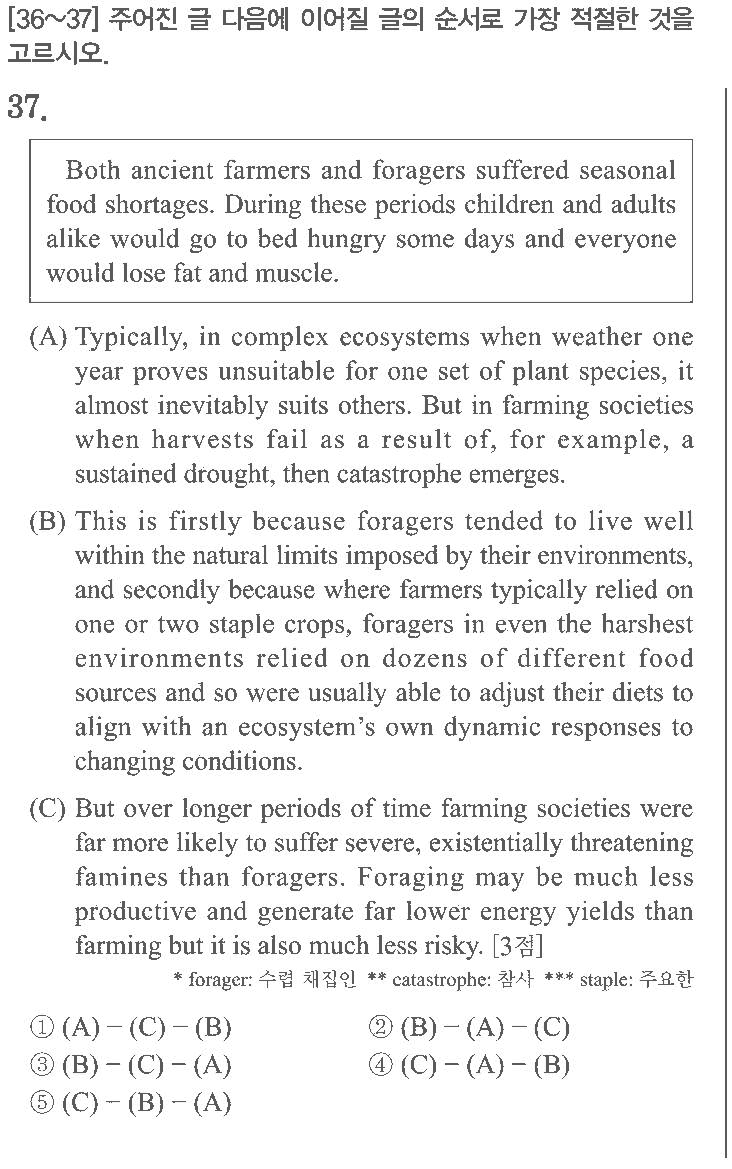 [36～37] 주어진 글 다음에 이어질 글의 순서로 가장 적절한 것을
고르시오.
37.
Both ancient farmers and foragers suffered seasonal
food shortages. During these periods children and adults
alike would go to bed hungry some days and everyone
would lose fat and muscle.
(A) Typically, in complex ecosystems when weather one
year proves unsuitable for one set of plant species, it
almost inevitably suits others. But in farming societies
when harvests fail as a result of, for example, a
sustained drought, then catastrophe emerges.
(B) This is firstly because foragers tended to live well
within the natural limits imposed by their environments,
and secondly because where farmers typically relied on
one or two staple crops, foragers in even the harshest
environments relied on dozens of different food
sources and so were usually able to adjust their diets to
align with an ecosystem's own dynamic responses to
changing conditions.
(C) But over longer periods of time farming societies were
far more likely to suffer severe, existentially threatening
famines than foragers. Foraging may be much less
productive and generate far lower energy yields than
farming but it is also much less risky. [3점]
* forager: 수렵 채집인 ** catastrophe: 참사 *** staple: 주요한
① (A) － (C) － (B) ② (B) － (A) － (C)
③ (B) － (C) － (A) ④ (C) － (A) － (B)
⑤ (C) － (B) － (A)